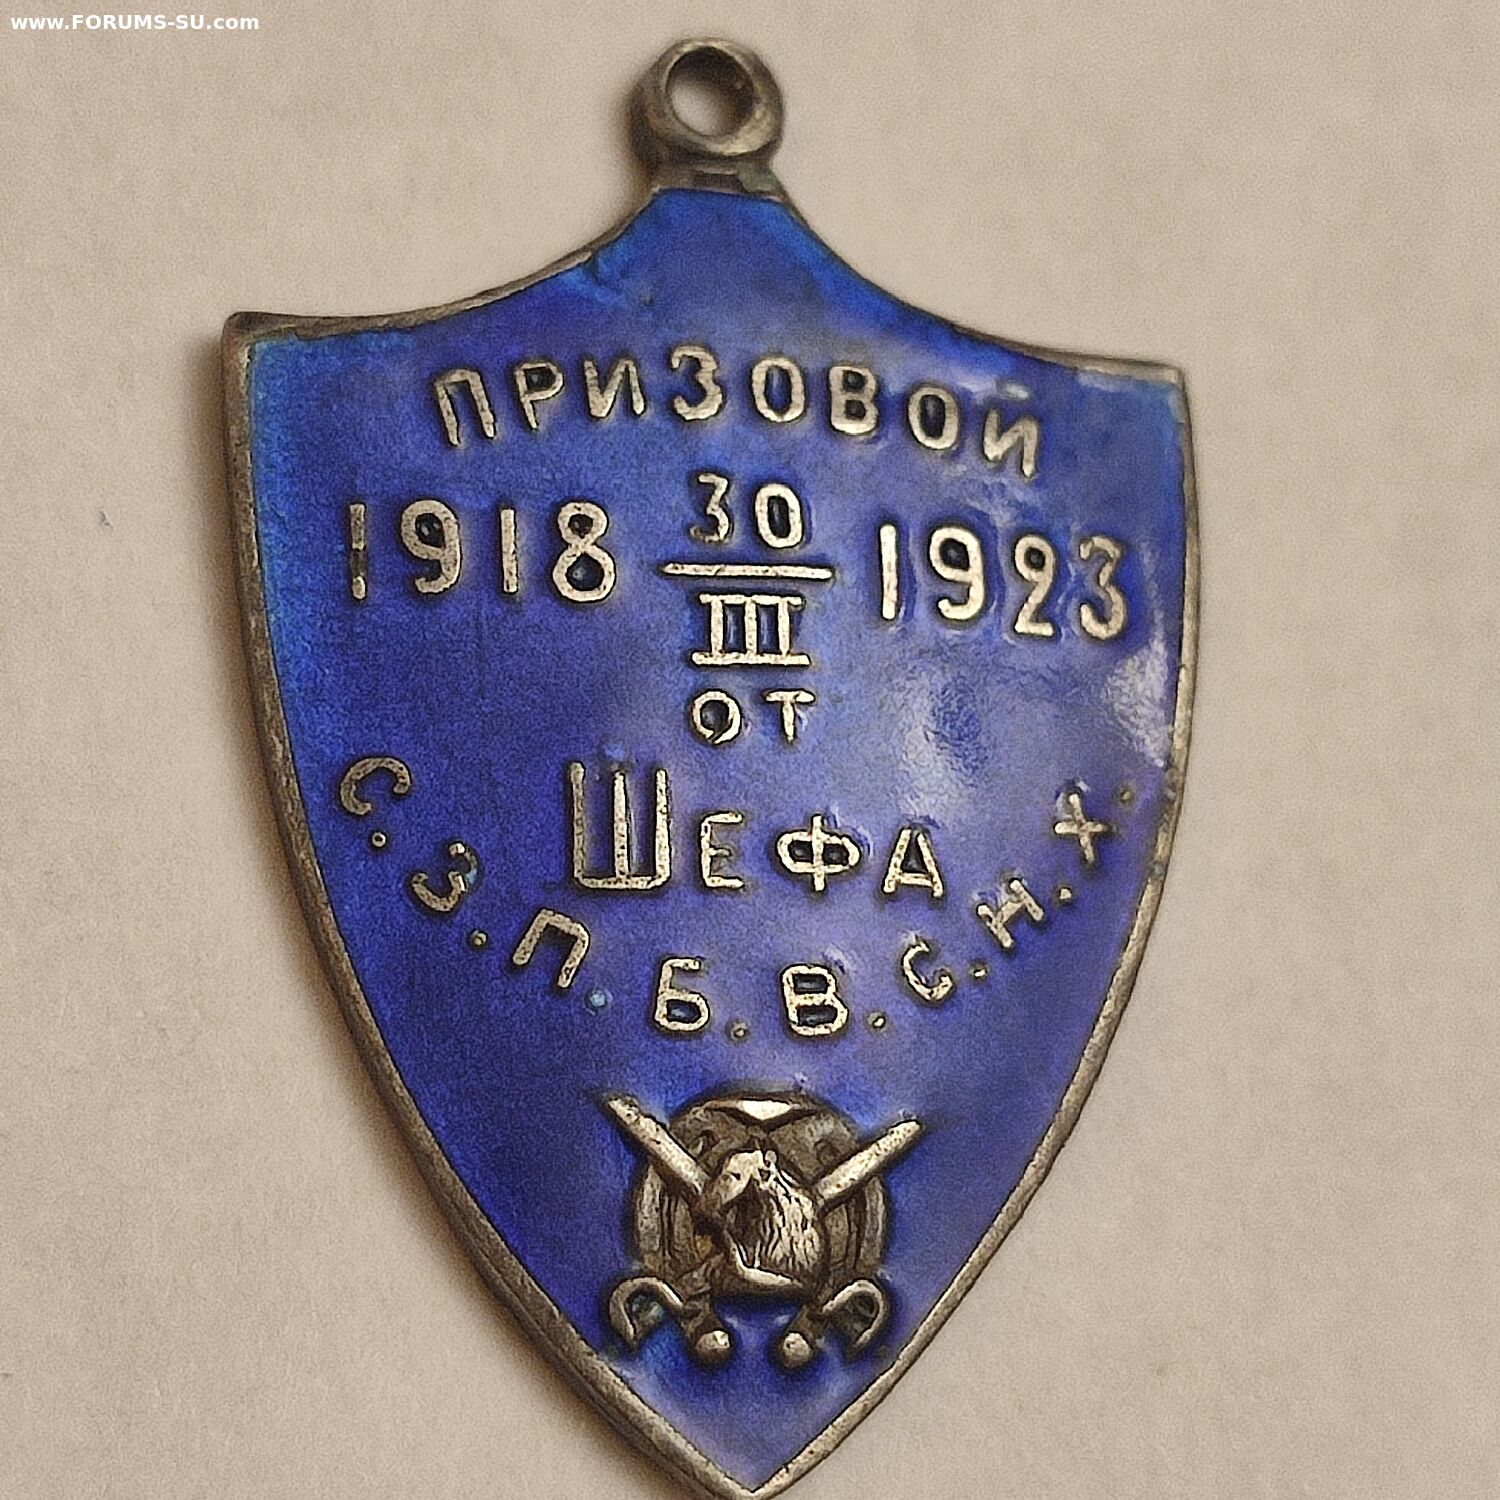 www.FORUMS-SU.com
ПРИЗОВОЙ
1918 30 1923
III
ОТ
ШЕФА
С.З.П.Б.В.С.Н.Х.